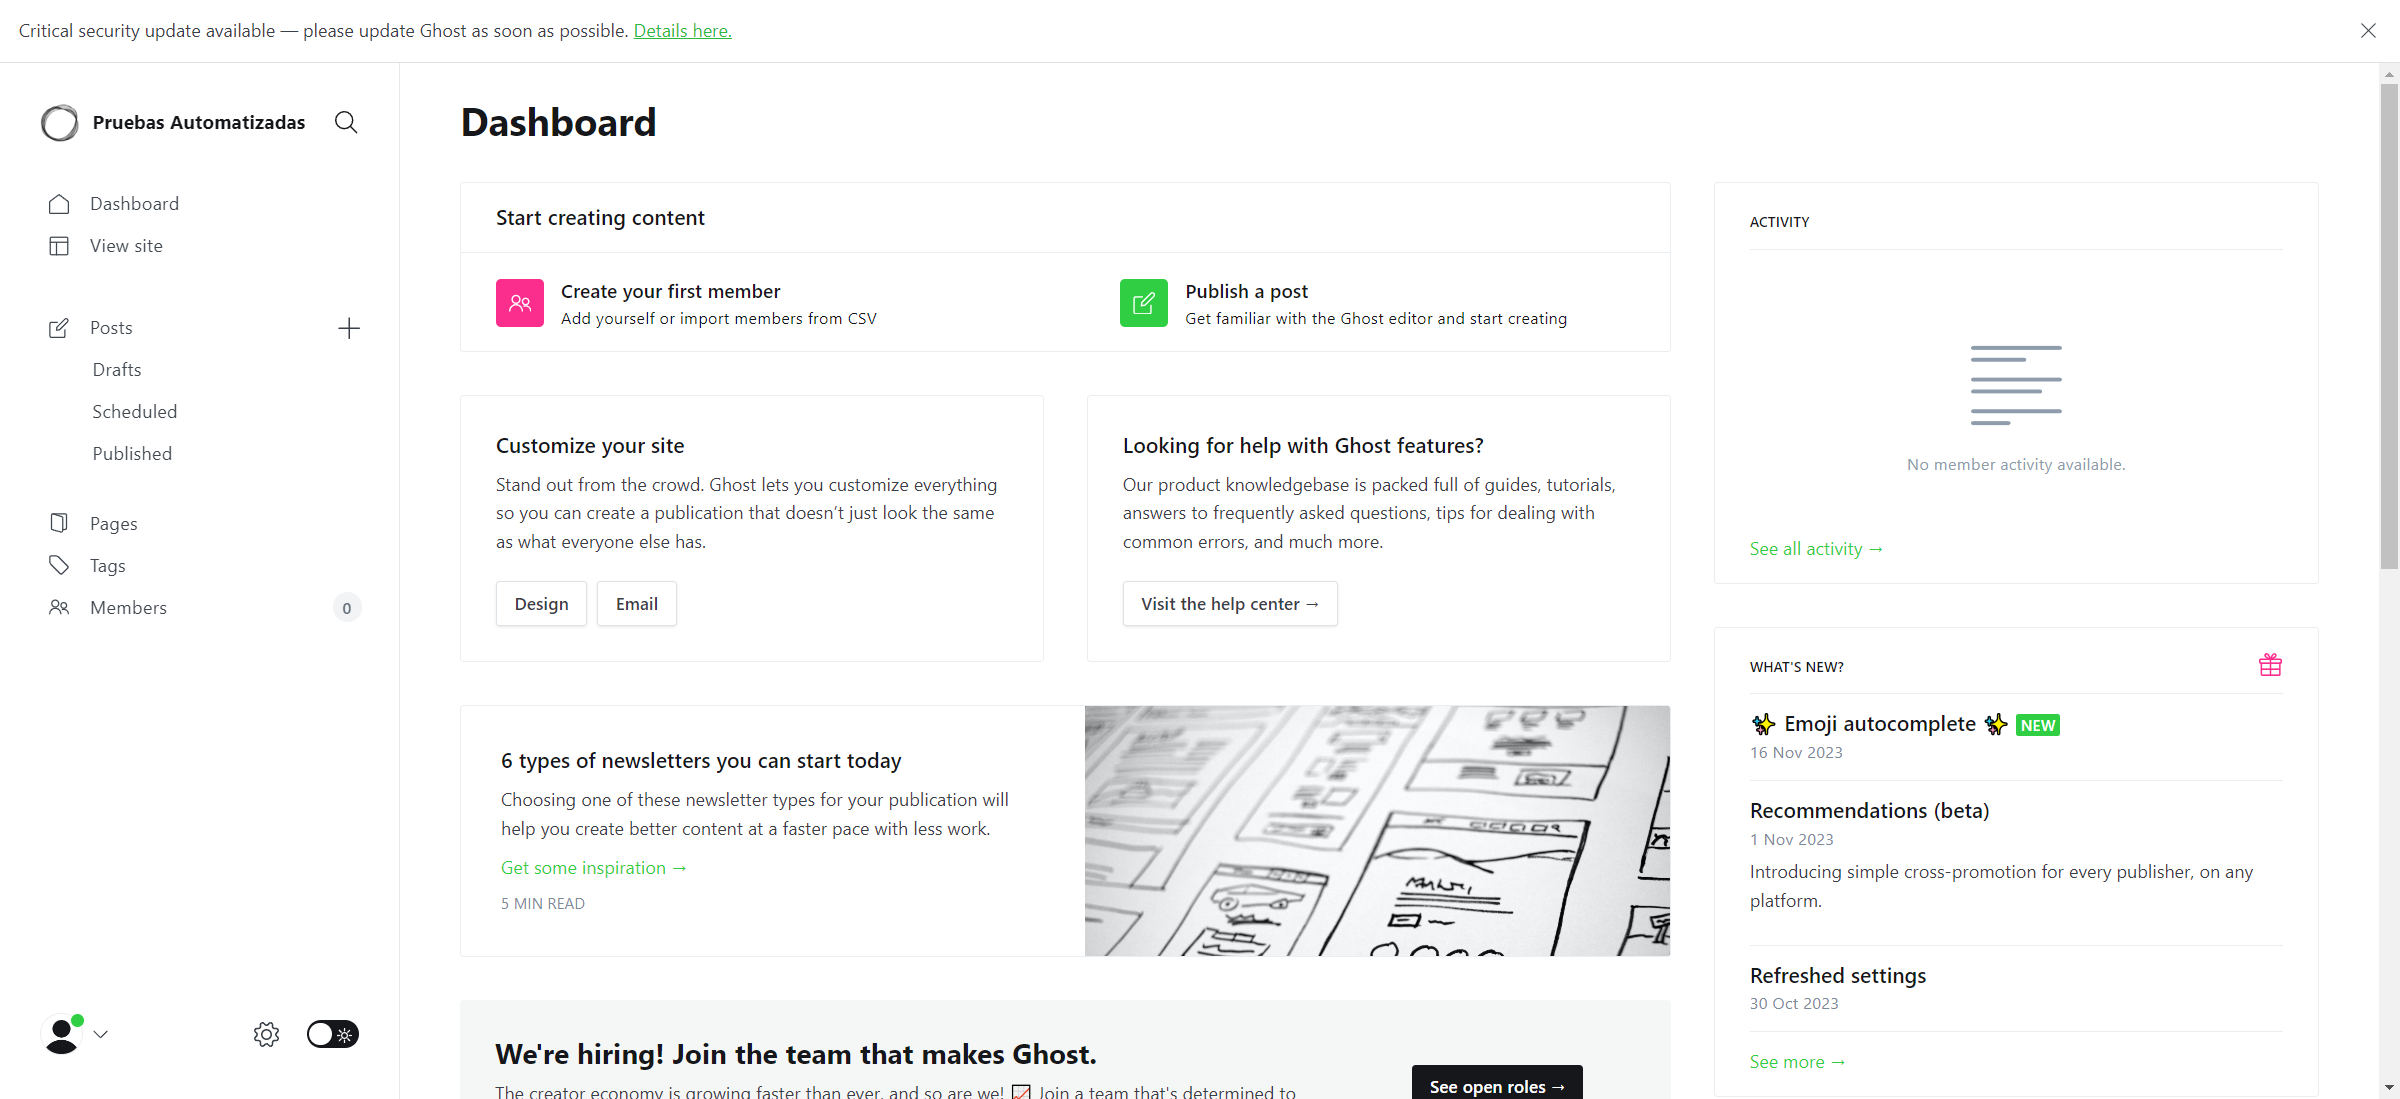 Critical security update available — please update Ghost as soon as possible. Details here.
Pruebas Automatizadas
Dashboard
View site
Posts
Drafts
Scheduled
Published
Pages
Tags
Members
0
Dashboard
Start creating content
Create your first member
Add yourself or import members from CSV
Publish a post
Get familiar with the Ghost editor and start creating
Customize your site
Stand out from the crowd. Ghost lets you customize everything
so you can create a publication that doesn’t just look the same
as what everyone else has.
Design
Email
Looking for help with Ghost features?
Our product knowledgebase is packed full of guides, tutorials,
answers to frequently asked questions, tips for dealing with
common errors, and much more.
Visit the help center →
6 types of newsletters you can start today
Choosing one of these newsletter types for your publication will
help you create better content at a faster pace with less work.
Get some inspiration →
5 MIN READ
We're hiring! Join the team that makes Ghost.
The creator economy is growing faster than ever, and so are we! 📈 Join a team that's determined to
See open roles →
ACTIVITY
No member activity available.
See all activity →
WHAT'S NEW?
✨ Emoji autocomplete ✨ NEW
16 Nov 2023
Recommendations (beta)
1 Nov 2023
Introducing simple cross-promotion for every publisher, on any
platform.
Refreshed settings
30 Oct 2023
See more →